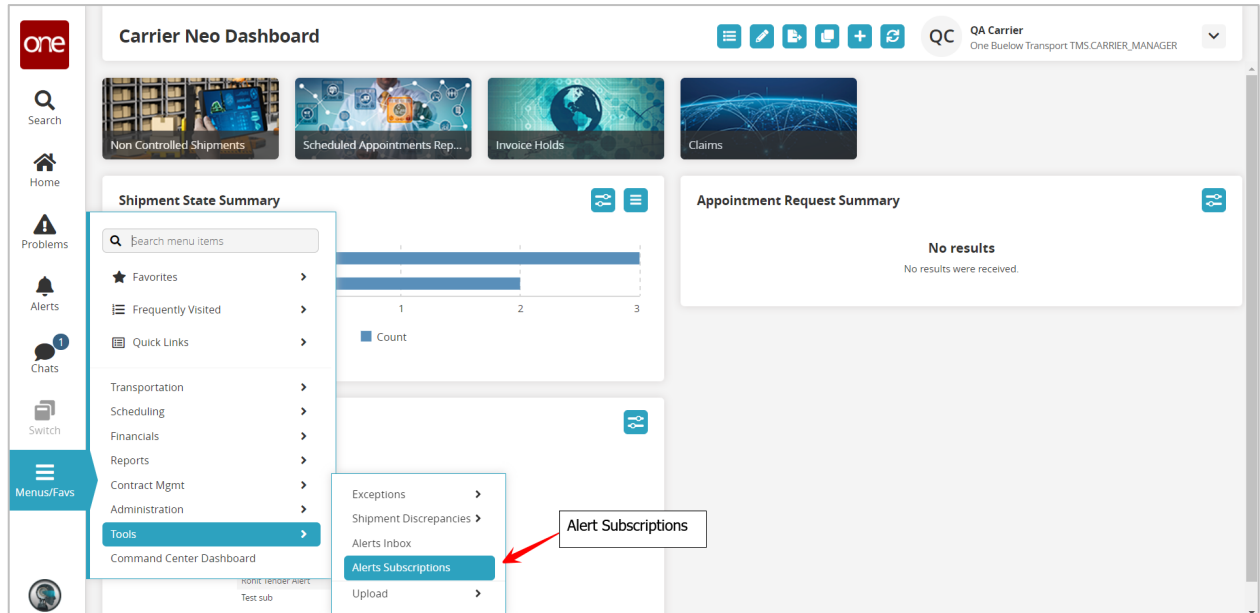 one
Search
Home
Problems
Alerts
1
Chats
Switch
Menus/Favs
Carrier Neo Dashboard
QC
QA Carrier
One Buelow Transport TMS.CARRIER_MANAGER
Non Controlled Shipments
Scheduled Appointments Rep...
Invoice Holds
Claims
Shipment State Summary
1
2
3
Count
Appointment Request Summary
No results
No results were received.
Search menu items
Favorites
Frequently Visited
Quick Links
Transportation
Scheduling
Financials
Reports
Contract Mgmt
Administration
Tools
Command Center Dashboard
Exceptions
Shipment Discrepancies
Alerts Inbox
Alerts Subscriptions
Upload
Alert Subscriptions
Rohit Tender Alert
Test sub